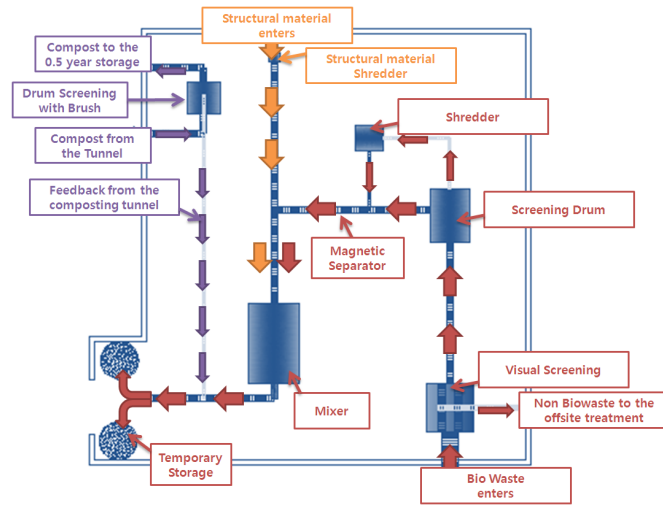 Structural material
enters
Compost to the
0.5 year storage
Structural material
Shredder
Drum Screening
with Brush
Shredder
Compost from
the Tunnel
Feedback from the
composting tunnel
Screening Drum
Magnetic
Separator
Visual Screening
Mixer
Non Biowaste to the
offsite treatment
Temporary
Storage
Bio Waste
enters